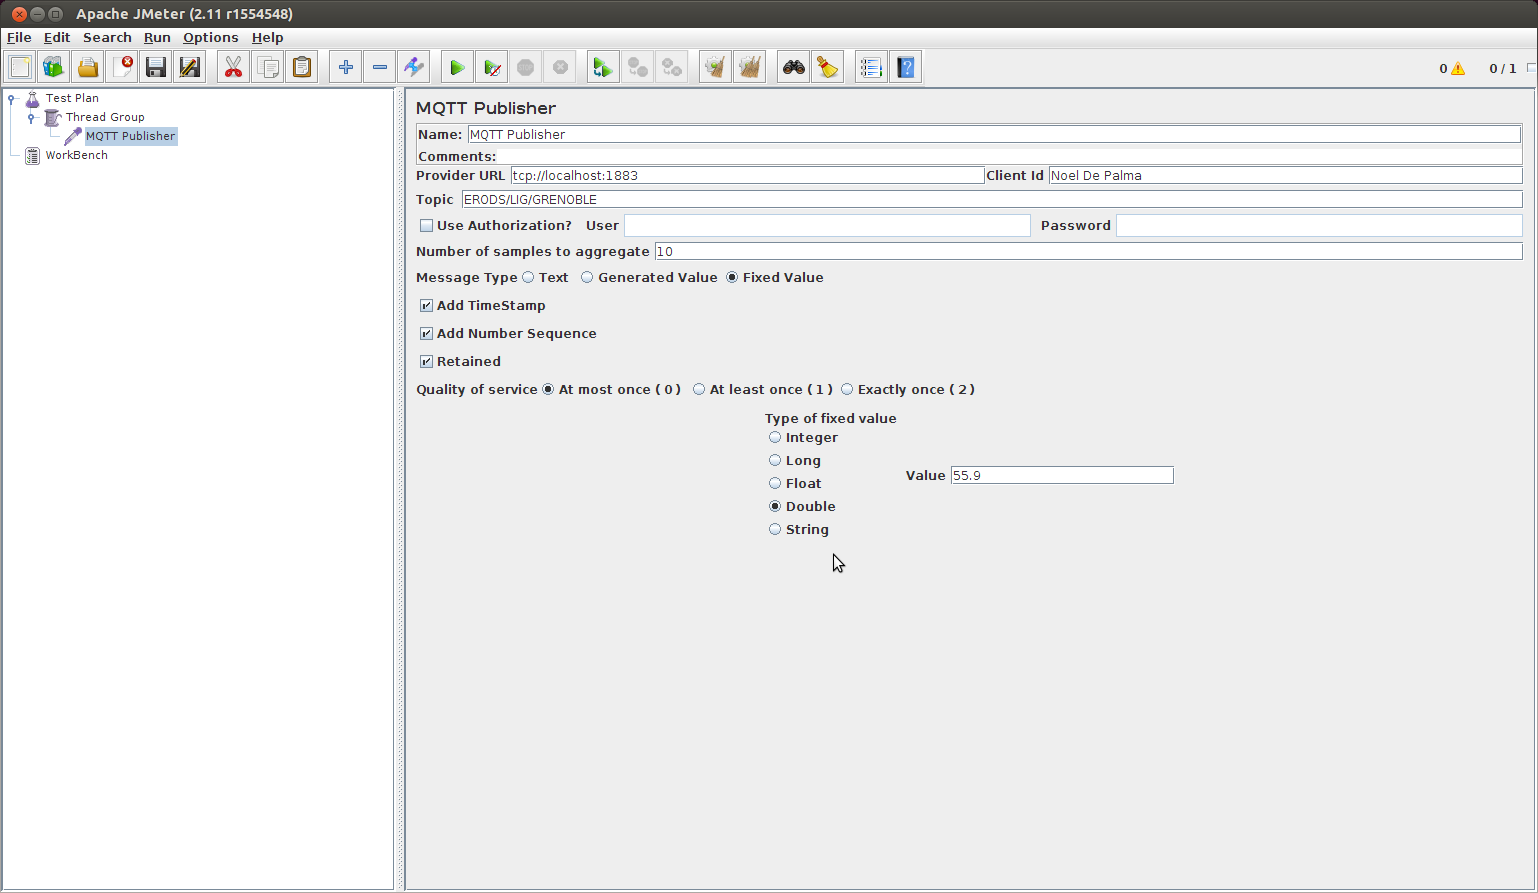 Apache JMeter (2.11 r1554548)
File Edit Search Run Options Help
0 0 / 1
Test Plan
Thread Group
MQTT Publisher
WorkBench
MQTT Publisher
Name: MQTT Publisher
Comments:
Provider URL tcp://localhost:1883 Client Id Noel De Palma
Topic ERODS/LIG/GRENOBLE
Use Authorization? User Password
Number of samples to aggregate 10
Message Type Text Generated Value Fixed Value
Add TimeStamp
Add Number Sequence
Retained
Quality of service At most once ( 0 ) At least once ( 1 ) Exactly once ( 2 )
Type of fixed value
Integer
Long
Float
Double
String
Value 55.9